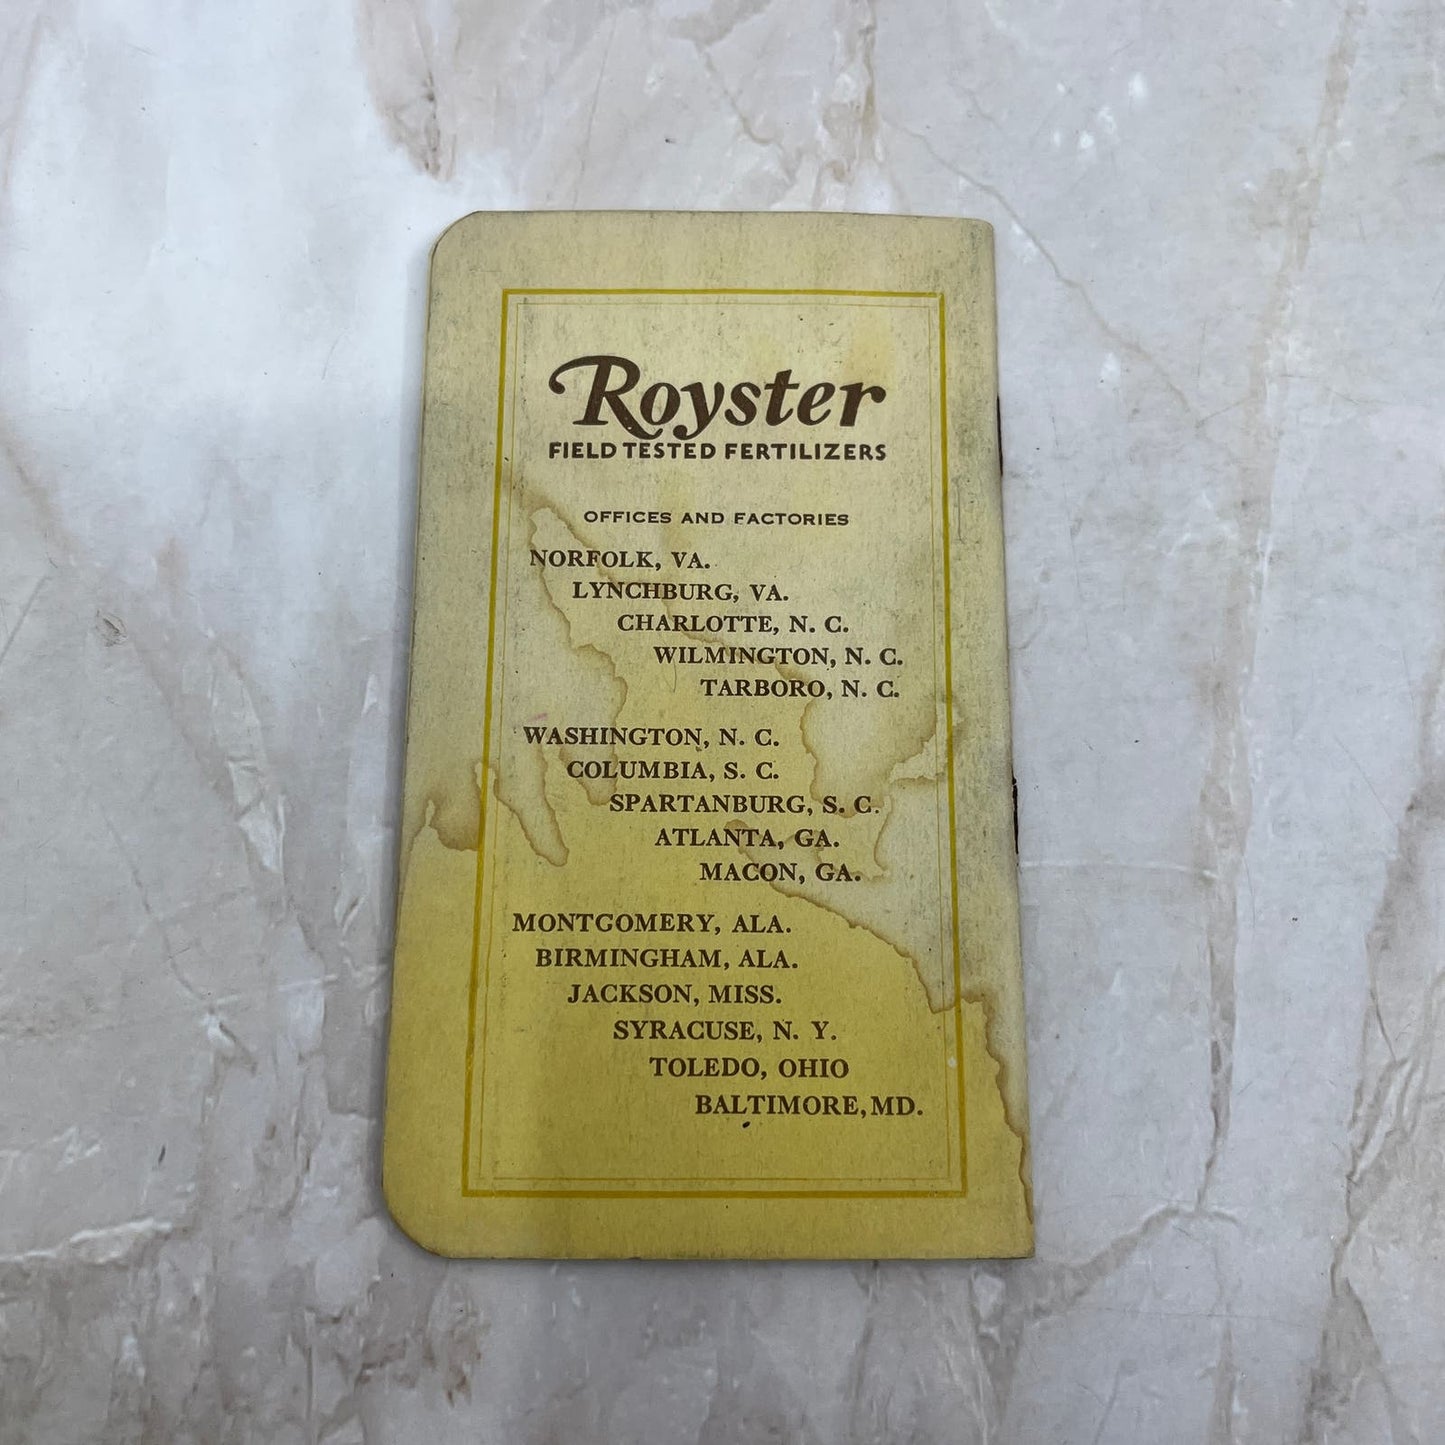 Royster
FIELD TESTED FERTILIZERS
OFFICES AND FACTORIES
NORFOLK, VA.
LYNCHBURG, VA.
CHARLOTTE, N. C.
WILMINGTON, N. C.
TARBORO, N. C.
WASHINGTON, N. C.
COLUMBIA, S. C.
SPARTANBURG, S. C.
ATLANTA, GA.
MACON, GA.
MONTGOMERY, ALA.
BIRMINGHAM, ALA.
JACKSON, MISS.
SYRACUSE, N. Y.
TOLEDO, OHIO
BALTIMORE, MD.